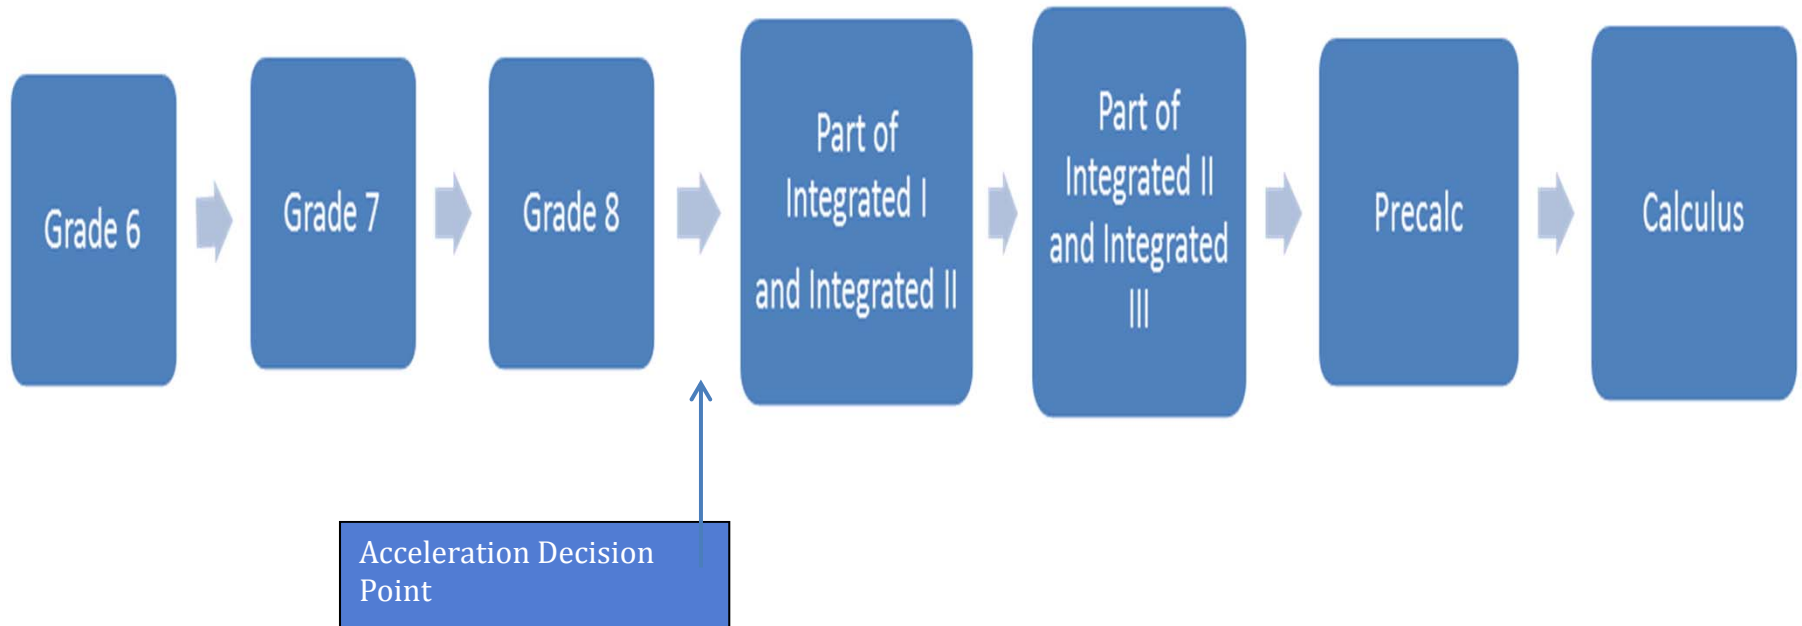 Grade 6
Grade 7
Grade 8
Part of
Integrated I
and Integrated II
Part of
Integrated II
and Integrated
III
Precalc
Calculus
Acceleration Decision
Point